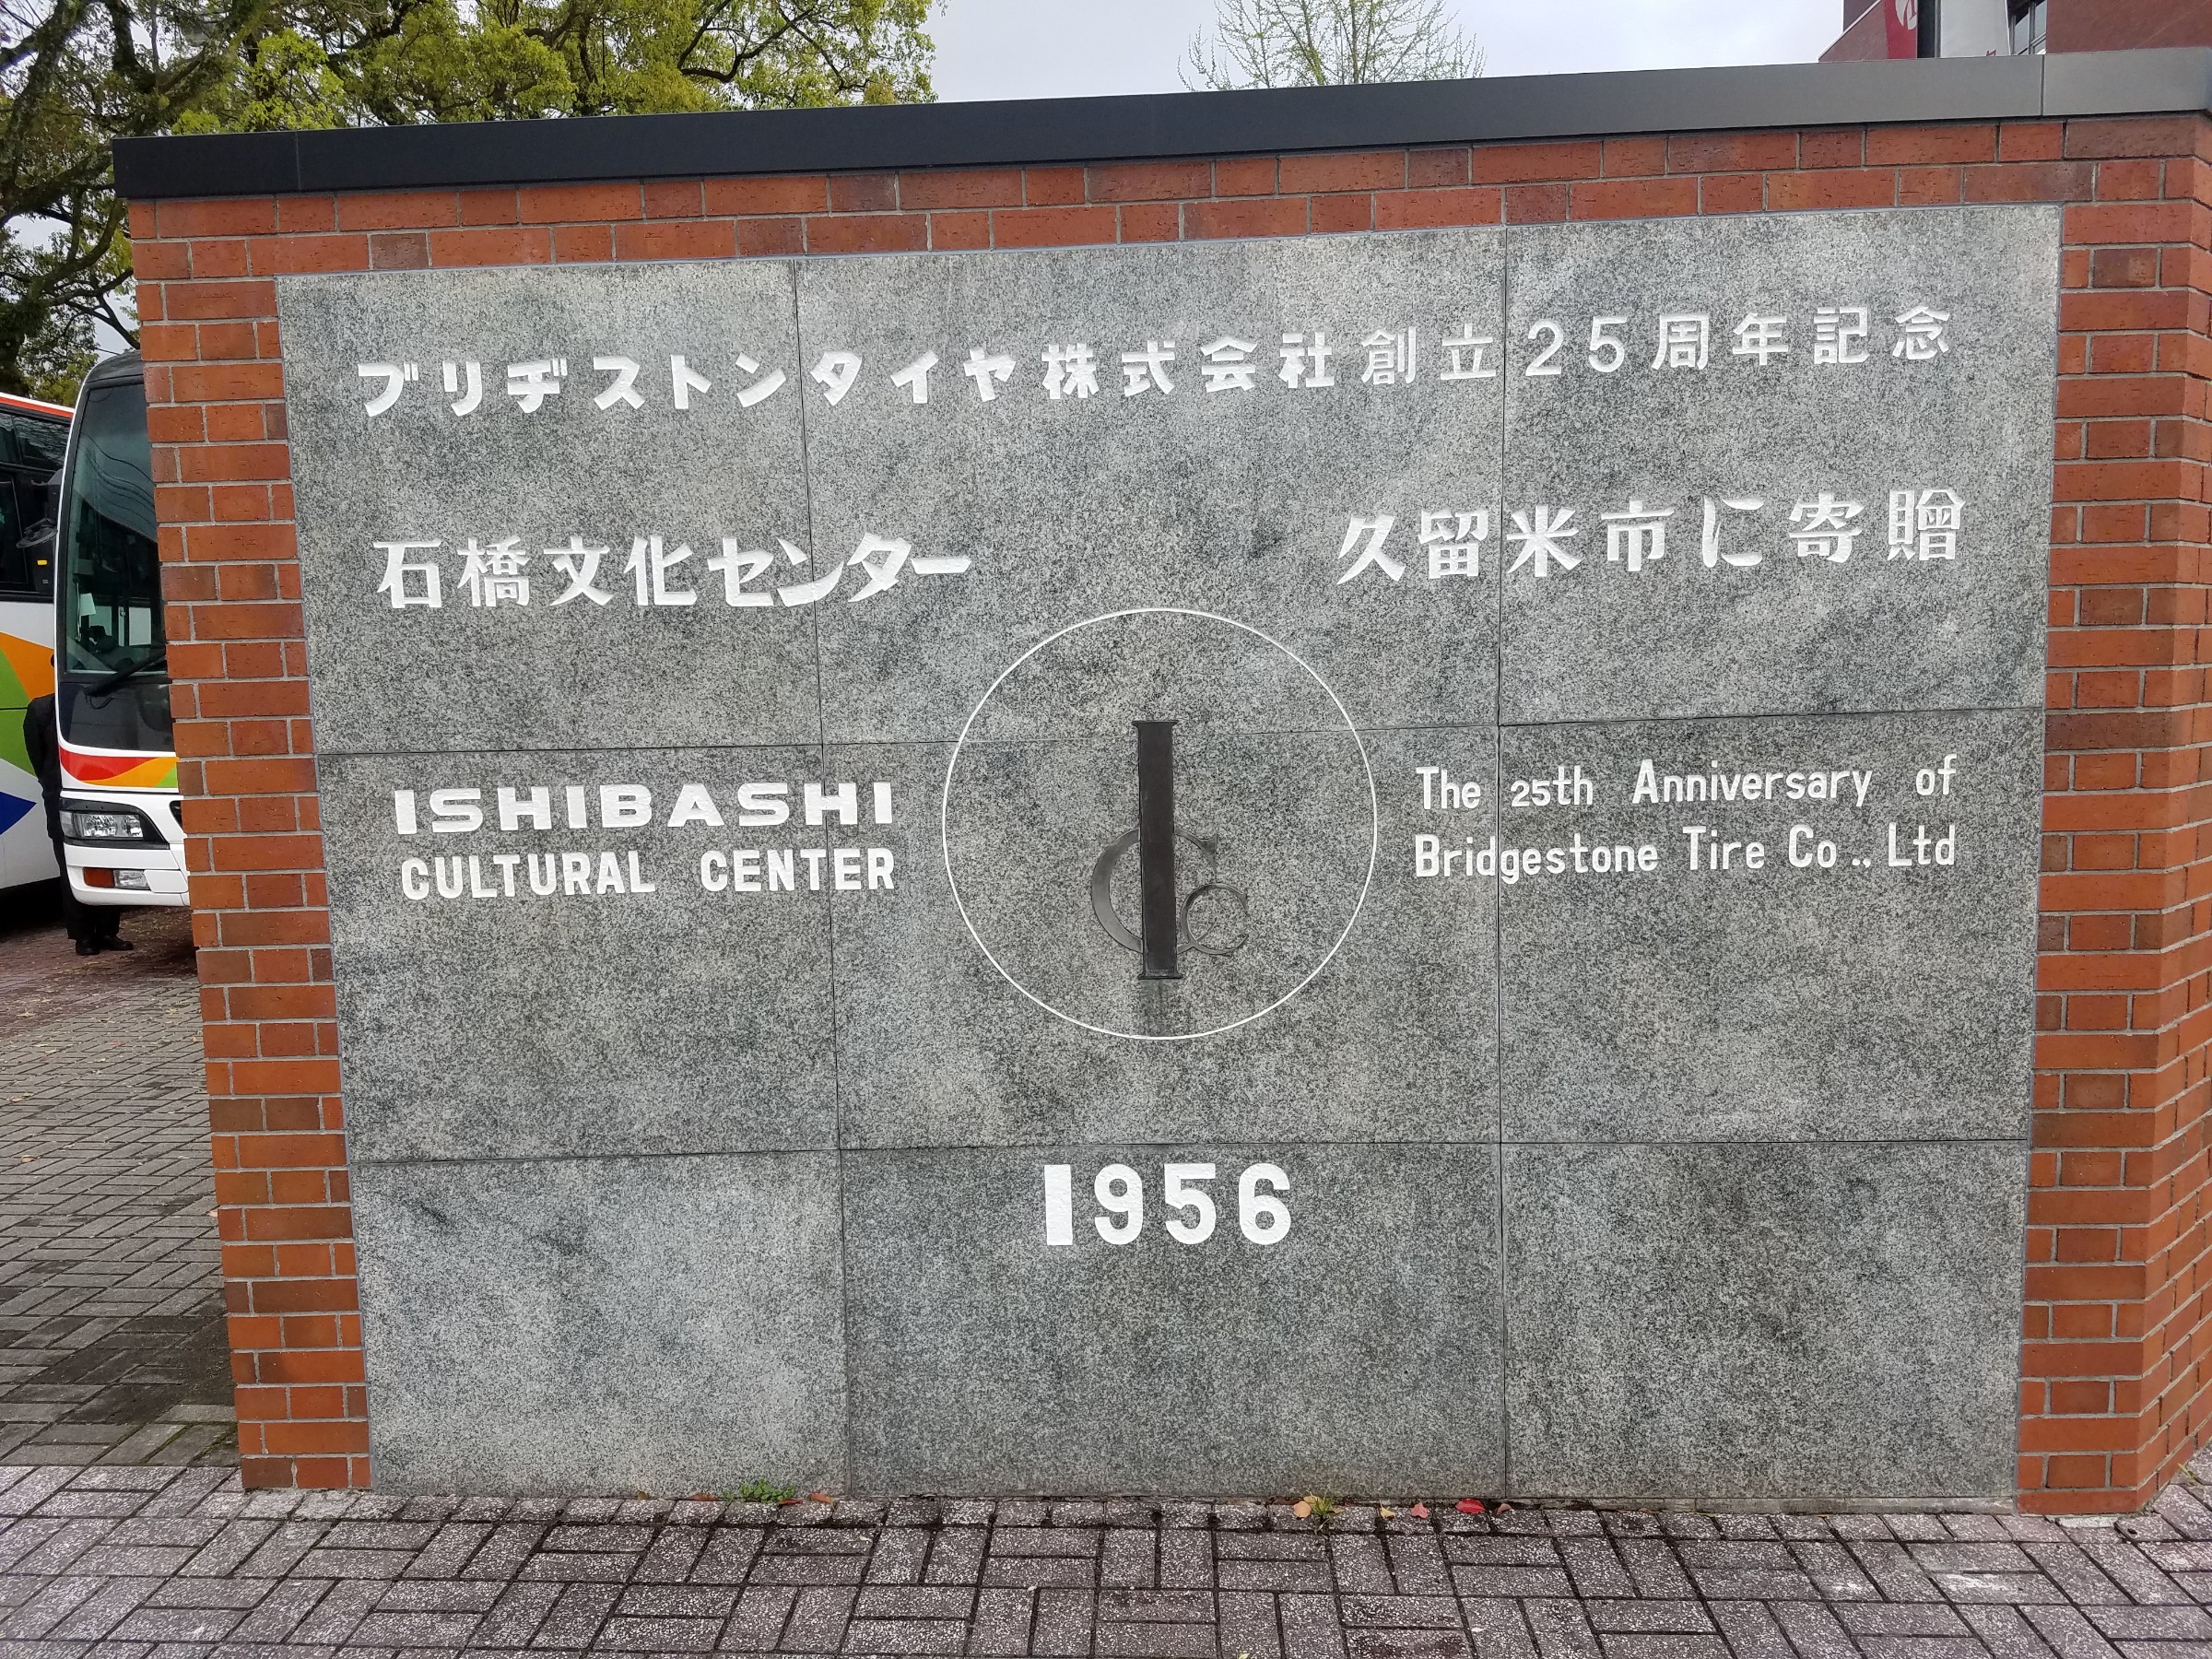 ブリヂストンタイヤ株式会社創立25周年記念
石橋文化センター 久留米市に寄贈
ISHIBASHI
CULTURAL CENTER
The 25th Anniversary of
Bridgestone Tire Co., Ltd
ICC
1956